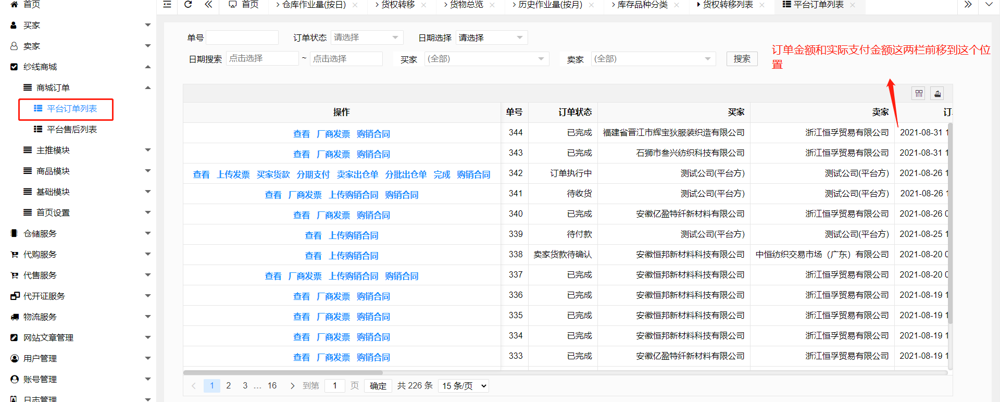 首页
买家
卖家
纱线商城
商城订单
平台订单列表
平台售后列表
主推模块
商品模块
基础模块
首页设置
仓储服务
代购服务
代售服务
代开证服务
物流服务
网站文章管理
用户管理
账号管理
日志管理
首页 仓库作业量(按日) 货权转移 货物总览 历史作业量(按月) 库存品种分类 货权转移列表 平台订单列表
单号 订单状态 请选择 日期选择 请选择
日期搜索 点击选择 ~ 点击选择 买家 (全部) 卖家 (全部) 搜索
订单金额和实际支付金额这两栏前移到这个位
置
操作 单号 订单状态 买家 卖家 订
查看 厂商发票 购销合同 344 已完成 福建省晋江市辉宝狄服装织造有限公司 浙江恒孚贸易有限公司 2021-08-31 1
查看 厂商发票 购销合同 343 已完成 石狮市叁兴纺织科技有限公司 浙江恒孚贸易有限公司 2021-08-31 1
查看 上传发票 买家货款 分期支付 卖家出仓单 分批出仓单 完成 购销合同 342 订单执行中 测试公司(平台方) 测试公司(平台方) 2021-08-26 1
查看 厂商发票 上传购销合同 购销合同 341 待收货 测试公司(平台方) 测试公司(平台方) 2021-08-26 1
查看 厂商发票 购销合同 340 已完成 安徽亿盈特纤新材料有限公司 浙江恒孚贸易有限公司 2021-08-26 0
查看 上传购销合同 339 待付款 测试公司(平台方) 测试公司(平台方) 2021-08-25 1
查看 上传购销合同 338 卖家货款待确认 安徽恒邦新材料科技有限公司 中恒纺织交易市场（广东）有限公司 2021-08-20 0
查看 厂商发票 上传购销合同 购销合同 337 已完成 安徽恒邦新材料科技有限公司 浙江恒孚贸易有限公司 2021-08-20 0
查看 厂商发票 购销合同 336 已完成 安徽恒邦新材料科技有限公司 浙江恒孚贸易有限公司 2021-08-19 1
查看 厂商发票 购销合同 335 已完成 安徽恒邦新材料科技有限公司 浙江恒孚贸易有限公司 2021-08-19 1
查看 厂商发票 购销合同 334 已完成 安徽恒邦新材料科技有限公司 浙江恒孚贸易有限公司 2021-08-19 1
查看 厂商发票 购销合同 333 已完成 安徽亿盈特纤新材料有限公司 浙江恒孚贸易有限公司 2021-08-19 1
1 2 3 … 16 到第 1 页 确定 共 226 条 15 条/页